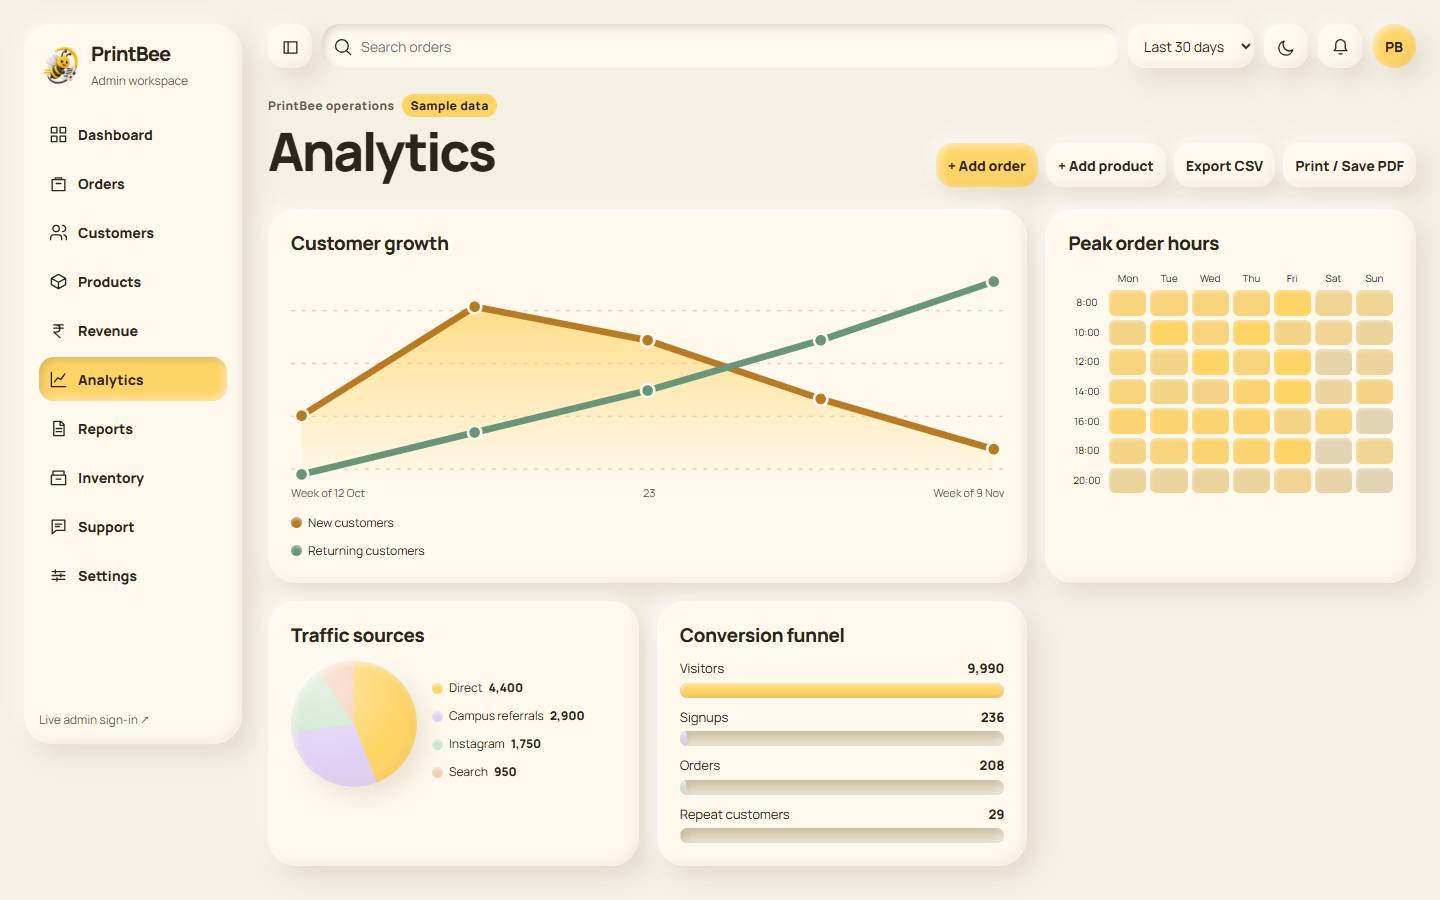 PrintBee
Admin workspace
Dashboard
Orders
Customers
Products
Revenue
Analytics
Reports
Inventory
Support
Settings
Live admin sign-in ↗
Search orders
Last 30 days
PB
PrintBee operations
Sample data
Analytics
+ Add order
+ Add product
Export CSV
Print / Save PDF
Customer growth
Week of 12 Oct
23
Week of 9 Nov
New customers
Returning customers
Peak order hours
Mon Tue Wed Thu Fri Sat Sun
8:00
10:00
12:00
14:00
16:00
18:00
20:00
Traffic sources
Direct 4,400
Campus referrals 2,900
Instagram 1,750
Search 950
Conversion funnel
Visitors 9,990
Signups 236
Orders 208
Repeat customers 29